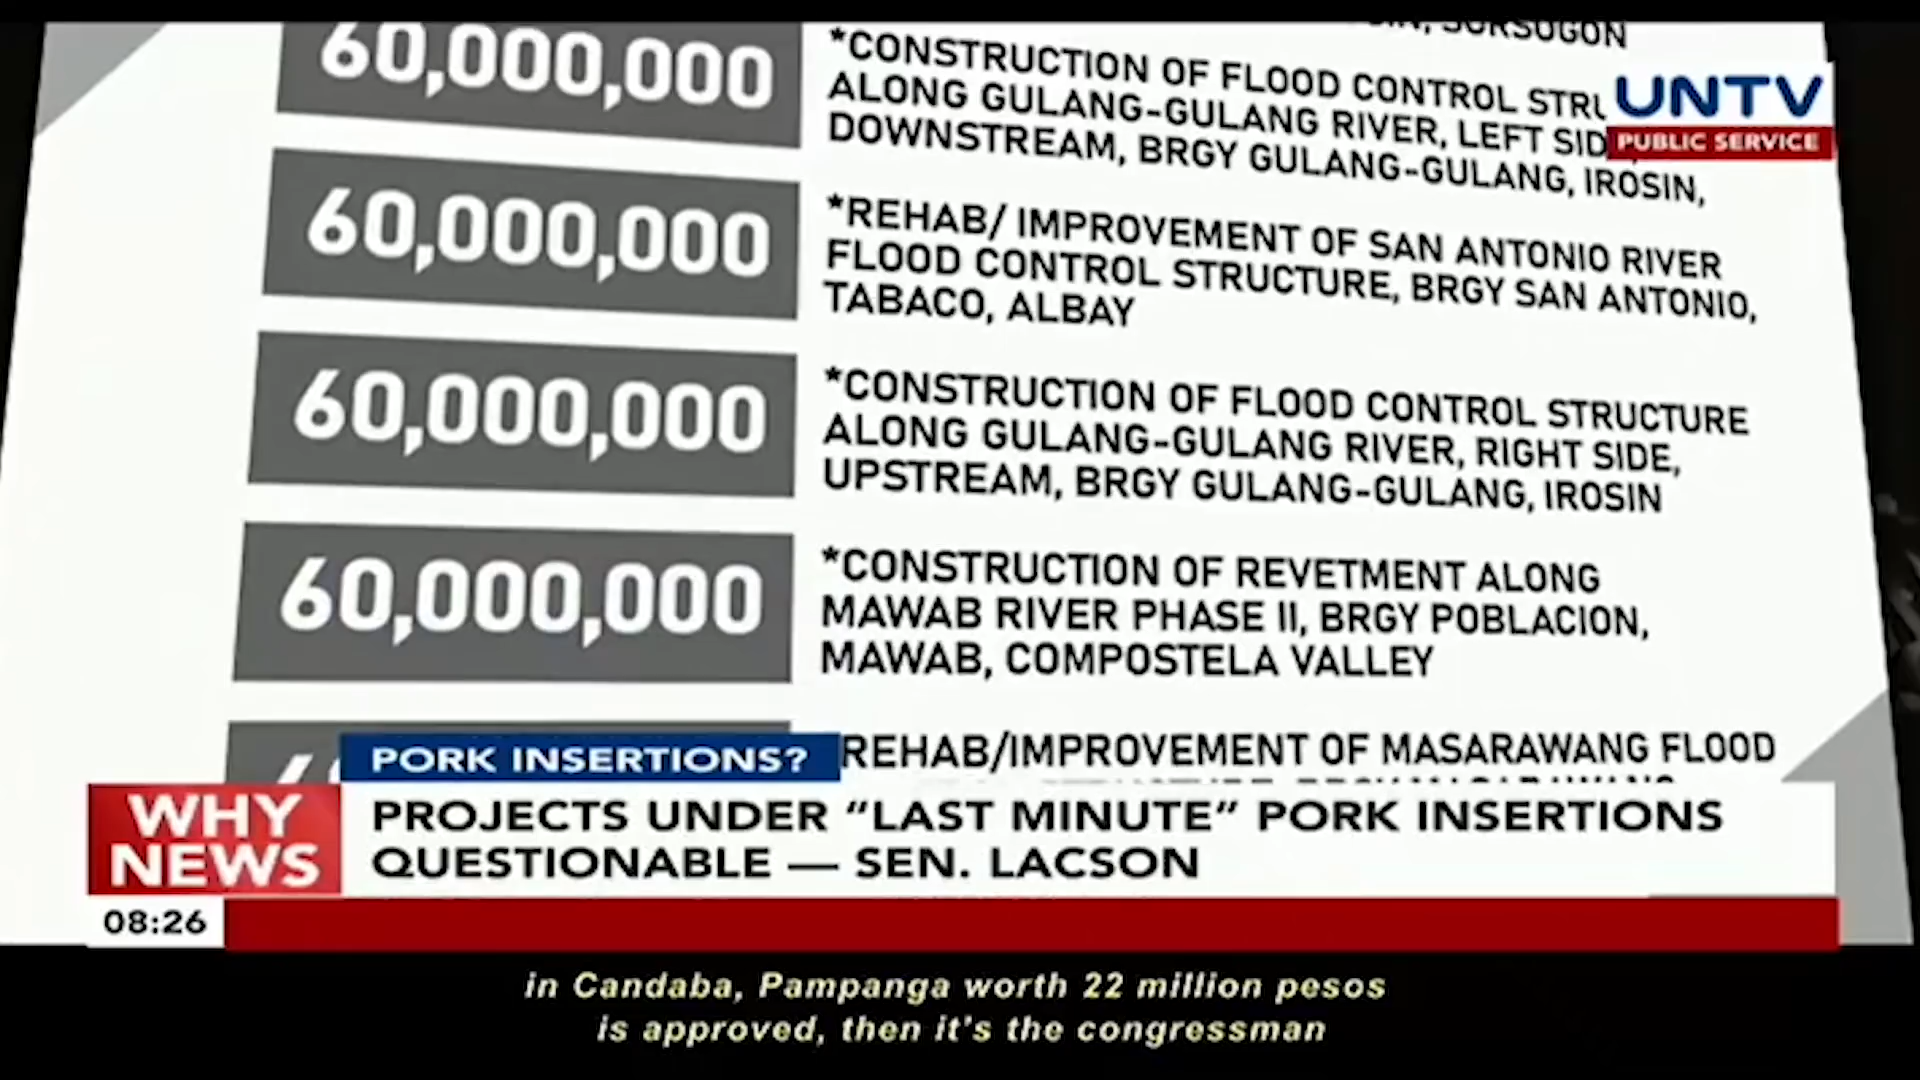 SORSOGON
60,000,000
*CONSTRUCTION OF FLOOD CONTROL
ALONG GULANG-GULANG RIVER, LEFT
DOWNSTREAM, BRGY GULANG-GULANG, IROSIN,
UNTV
PUBLIC SERVICE
60,000,000
*REHAB/ IMPROVEMENT OF SAN ANTONIO RIVER
FLOOD CONTROL STRUCTURE, BRGY SAN ANTONIO,
TABACO, ALBAY
60,000,000
*CONSTRUCTION OF FLOOD CONTROL STRUCTURE
ALONG GULANG-GULANG RIVER, RIGHT SIDE,
UPSTREAM, BRGY GULANG-GULANG, IROSIN
60,000,000
*CONSTRUCTION OF REVETMENT ALONG
MAWAB RIVER PHASE II, BRGY POBLACION,
MAWAB, COMPOSTELA VALLEY
REHAB/IMPROVEMENT OF MASARAWANG FLOOD
PORK INSERTIONS?
WHY
NEWS
PROJECTS UNDER “LAST MINUTE” PORK INSERTIONS
QUESTIONABLE — SEN. LACSON
08:26
in Candaba, Pampanga worth 22 million pesos
is approved, then it's the congressman